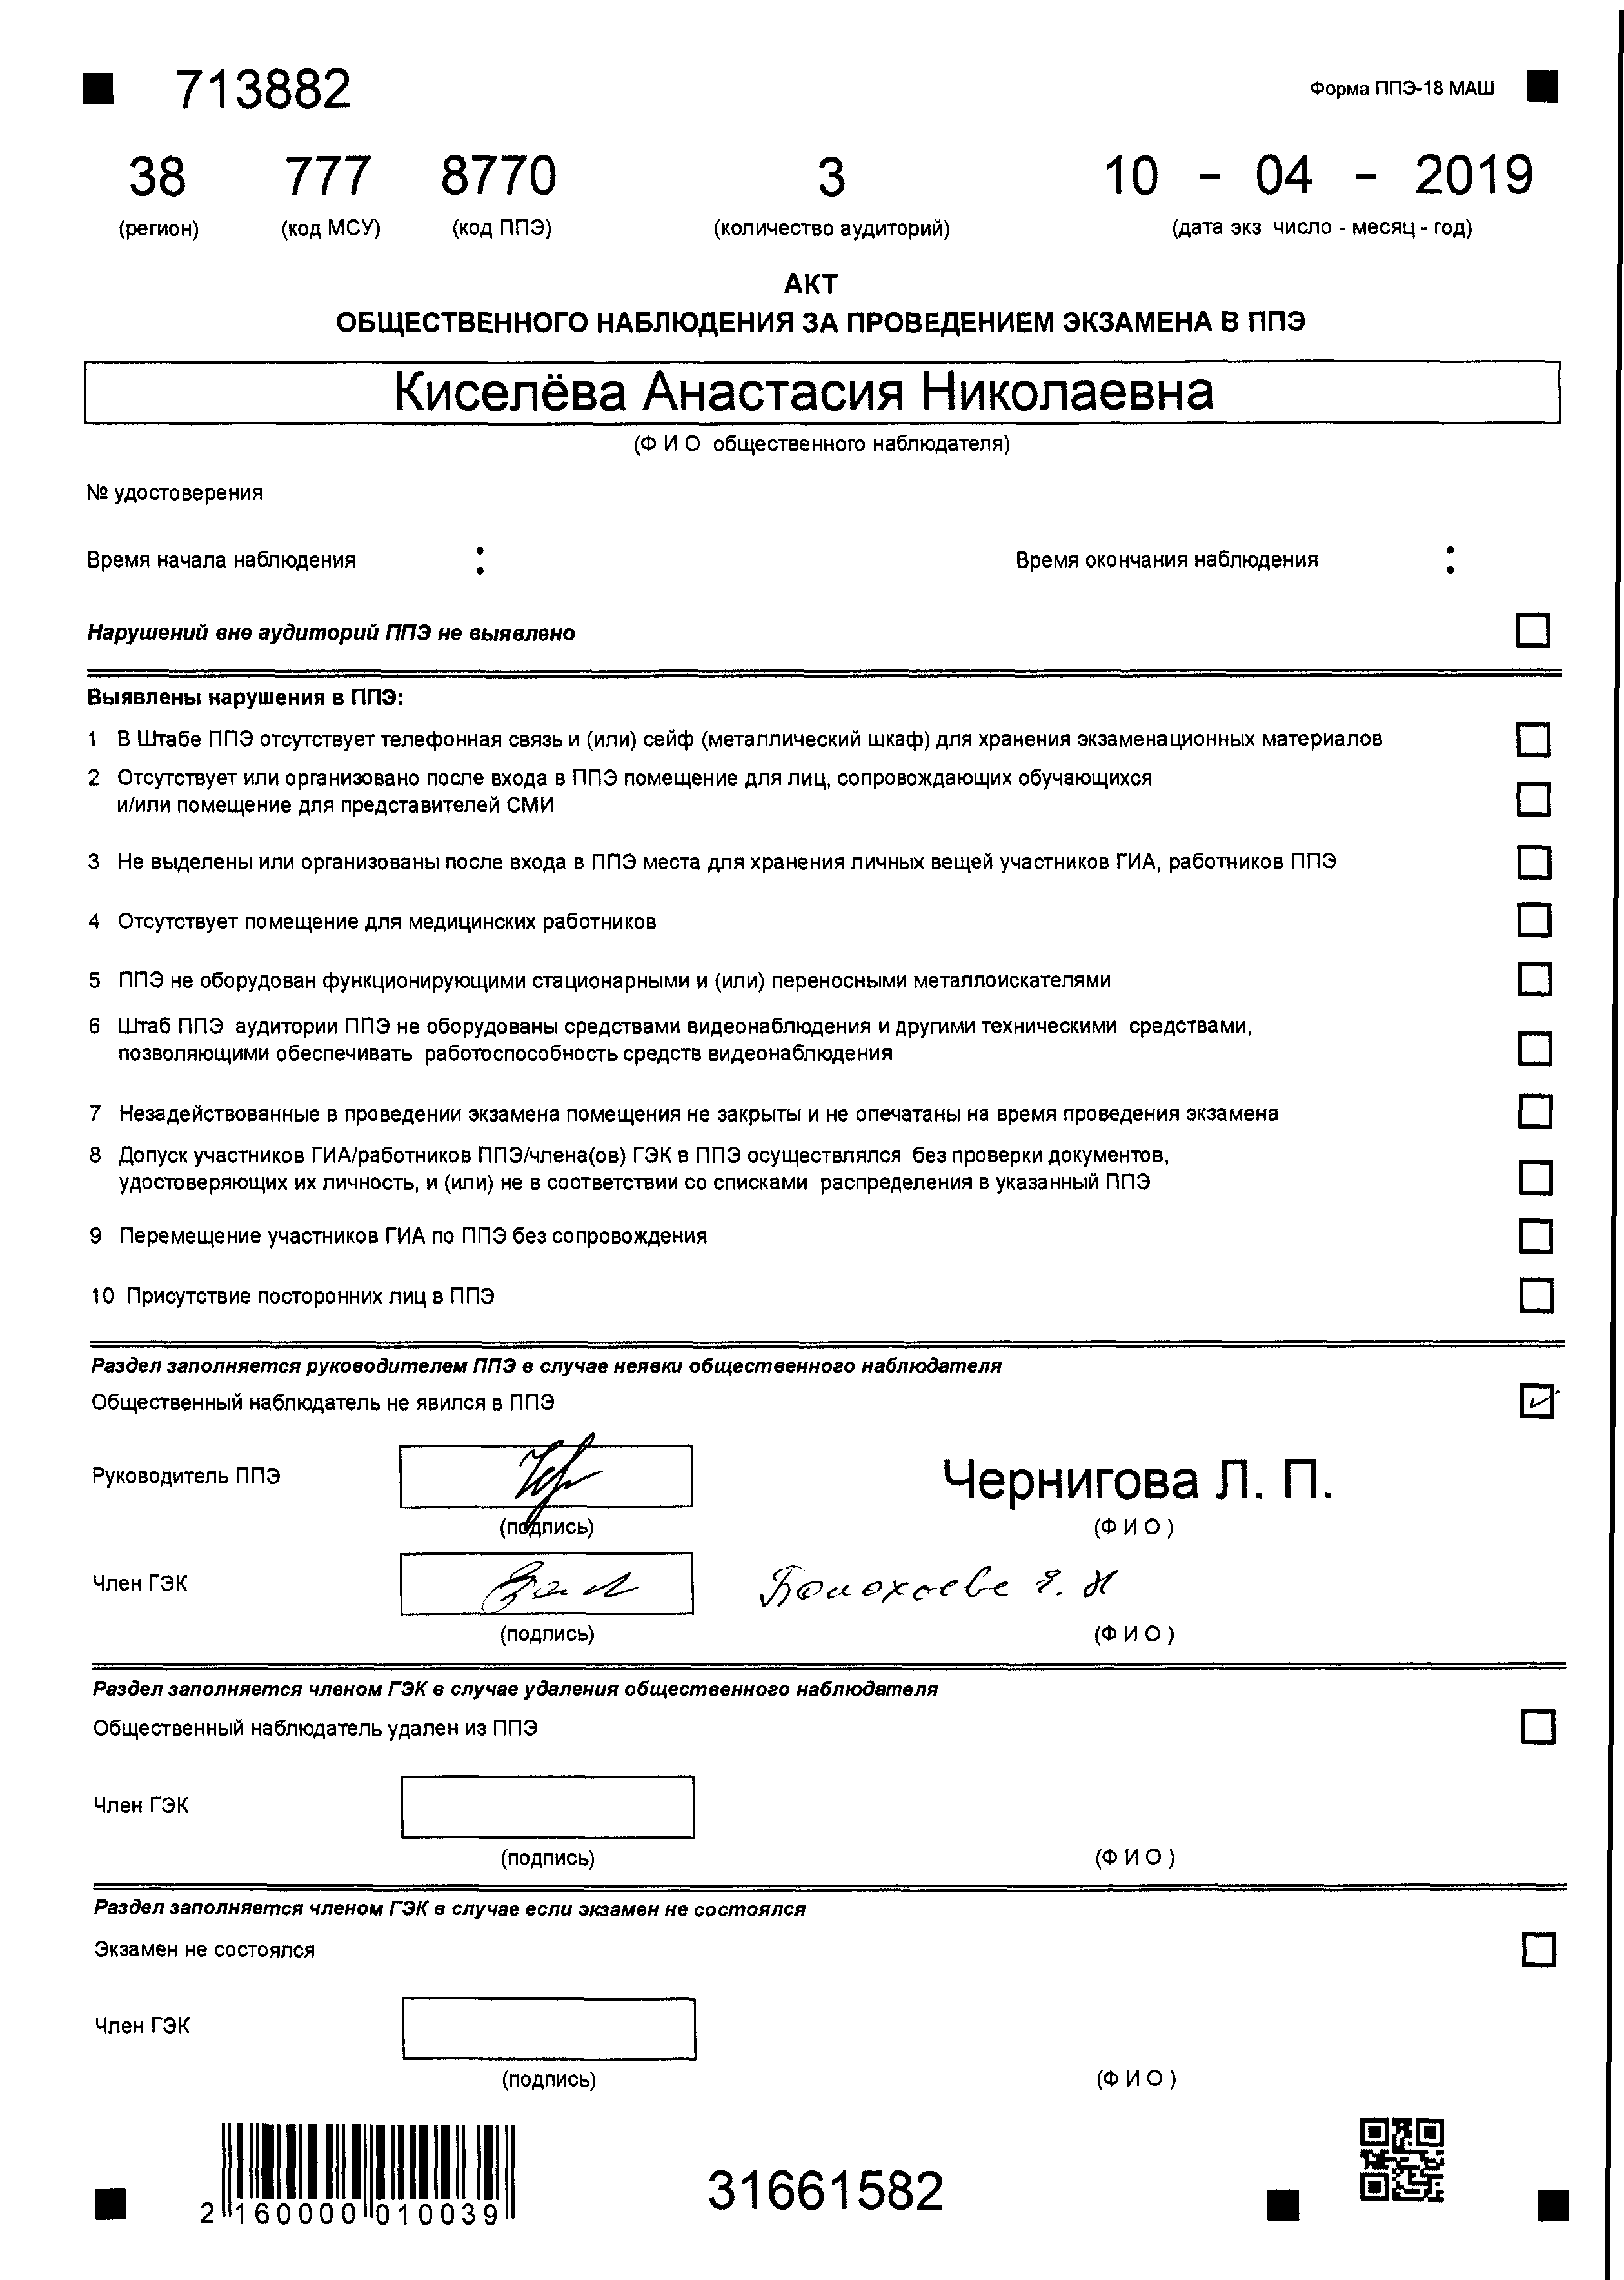 713882
Форма ППЭ-18 МАШ
38 777 8770 3 10 - 04 - 2019
(регион) (код МСУ) (код ППЭ) (количество аудиторий) (дата экз число - месяц - год)
АКТ
ОБЩЕСТВЕННОГО НАБЛЮДЕНИЯ ЗА ПРОВЕДЕНИЕМ ЭКЗАМЕНА В ППЭ
Киселёва Анастасия Николаевна
(Ф И О общественного наблюдателя)
№ удостоверения
Время начала наблюдения : Время окончания наблюдения :
Нарушений вне аудиторий ППЭ не выявлено
Выявлены нарушения в ППЭ:
1 В Штабе ППЭ отсутствует телефонная связь и (или) сейф (металлический шкаф) для хранения экзаменационных материалов
2 Отсутствует или организовано после входа в ППЭ помещение для лиц, сопровождающих обучающихся
и/или помещение для представителей СМИ
3 Не выделены или организованы после входа в ППЭ места для хранения личных вещей участников ГИА, работников ППЭ
4 Отсутствует помещение для медицинских работников
5 ППЭ не оборудован функционирующими стационарными и (или) переносными металлоискателями
6 Штаб ППЭ аудитории ППЭ не оборудованы средствами видеонаблюдения и другими техническими средствами,
позволяющими обеспечивать работоспособность средств видеонаблюдения
7 Незадействованные в проведении экзамена помещения не закрыты и не опечатаны на время проведения экзамена
8 Допуск участников ГИА/работников ППЭ/члена(ов) ГЭК в ППЭ осуществлялся без проверки документов,
удостоверяющих их личность, и (или) не в соответствии со списками распределения в указанный ППЭ
9 Перемещение участников ГИА по ППЭ без сопровождения
10 Присутствие посторонних лиц в ППЭ
Раздел заполняется руководителем ППЭ в случае неявки общественного наблюдателя
Общественный наблюдатель не явился в ППЭ
Руководитель ППЭ Чернигова Л. П.
(подпись) (Ф И О )
Член ГЭК
(подпись) (Ф И О )
Раздел заполняется членом ГЭК в случае удаления общественного наблюдателя
Общественный наблюдатель удален из ППЭ
Член ГЭК
(подпись) (Ф И О )
Раздел заполняется членом ГЭК в случае если экзамен не состоялся
Экзамен не состоялся
Член ГЭК
(подпись) (Ф И О )
2 160000 010039
31661582